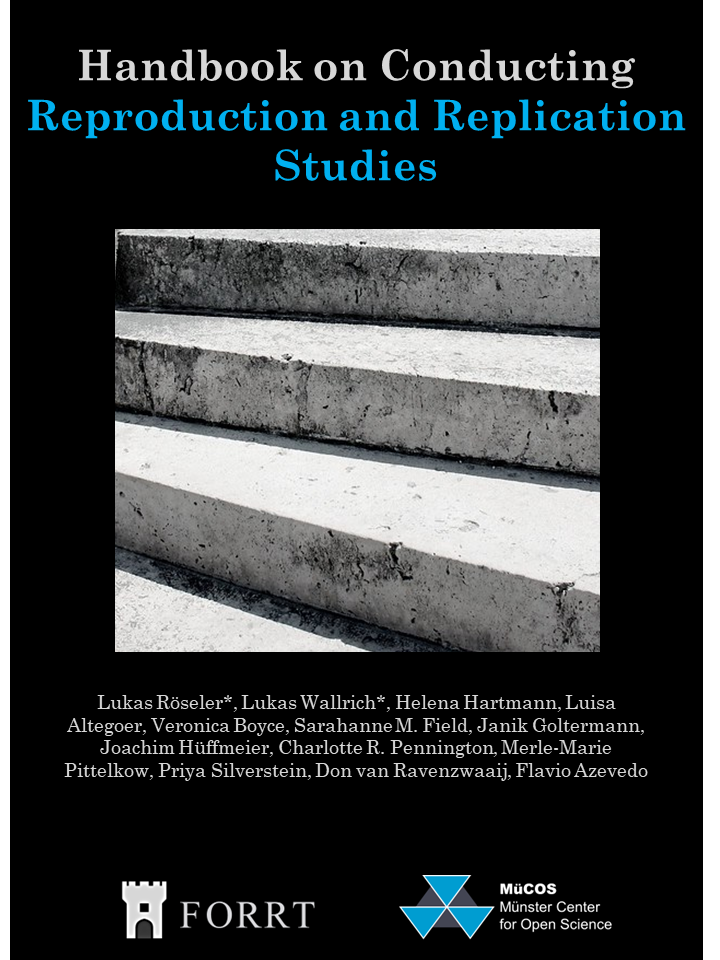 Handbook on Conducting
Reproduction and Replication
Studies
Lukas Röseler*, Lukas Wallrich*, Helena Hartmann, Luisa
Altegoer, Veronica Boyce, Sarahanne M. Field, Janik Goltermann,
Joachim Hüffmeier, Charlotte R. Pennington, Merle-Marie
Pittelkow, Priya Silverstein, Don van Ravenzwaaij, Flavio Azevedo
FORRT
MüCOS
Münster Center
for Open Science